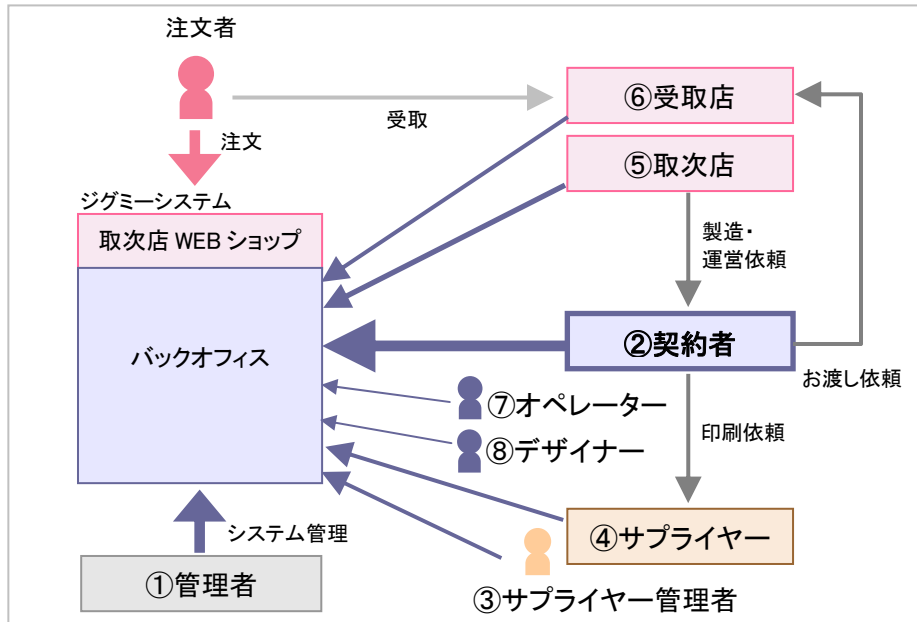 注文者
⑥受取店
受取
注文
⑤取次店
ジグミーシステム
取次店 WEB ショップ
製造・
運営依頼
バックオフィス
②契約者
お渡し依頼
⑦オペレーター
印刷依頼
⑧デザイナー
システム管理
④サプライヤー
①管理者
③サプライヤー管理者